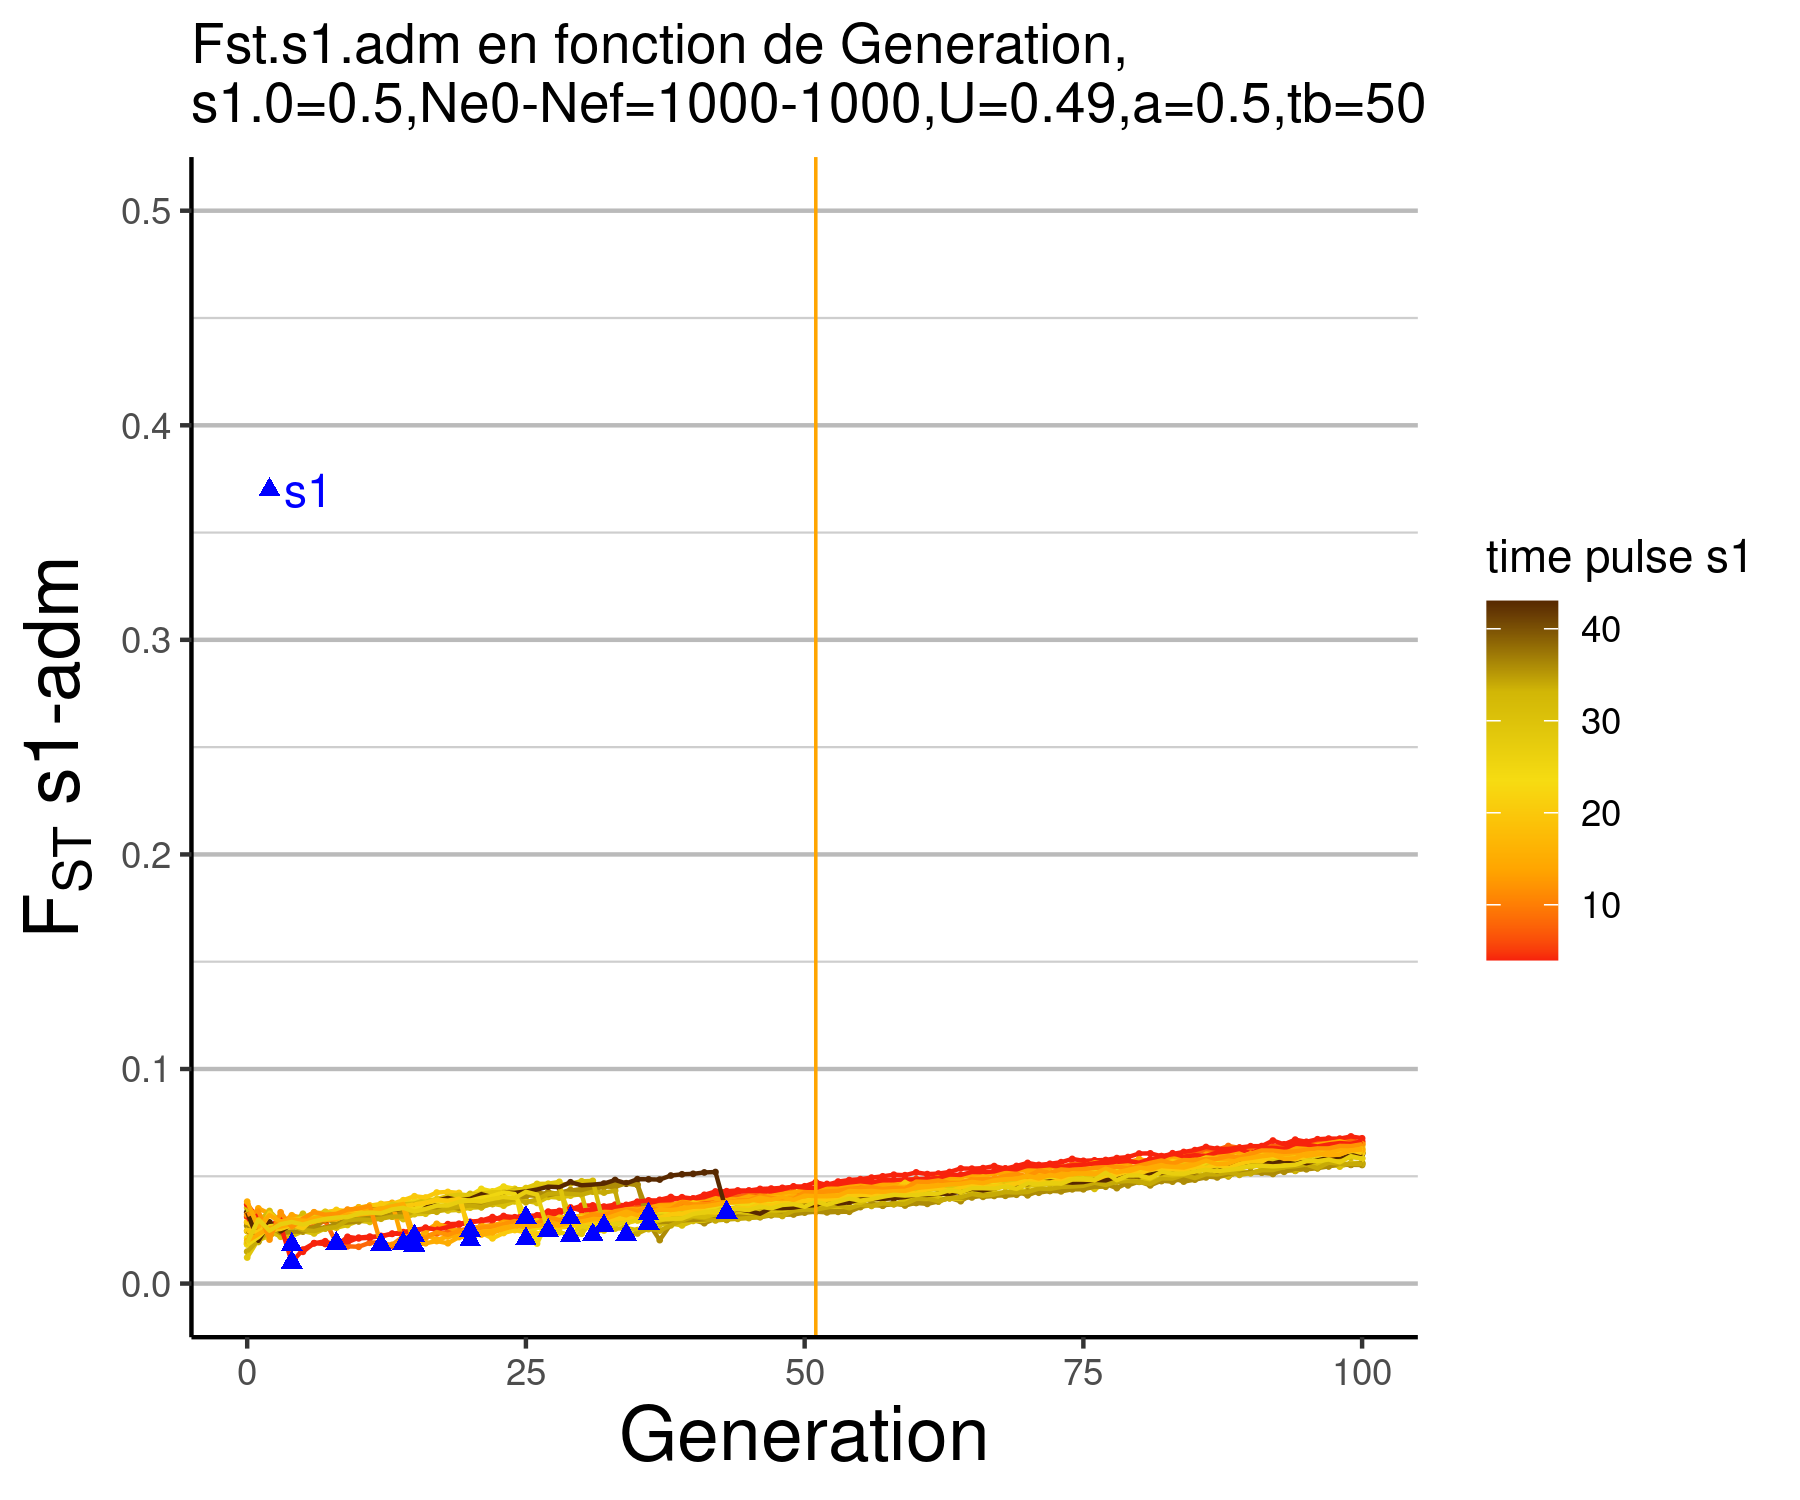 Fst.s1.adm en fonction de Generation,
s1.0=0.5,Ne0-Nef=1000-1000,U=0.49,a=0.5,tb=50
0.5
0.4
0.3
0.2
0.1
0.0
F_ST s1-adm
s1
0 25 50 75 100
Generation
time pulse s1
40
30
20
10